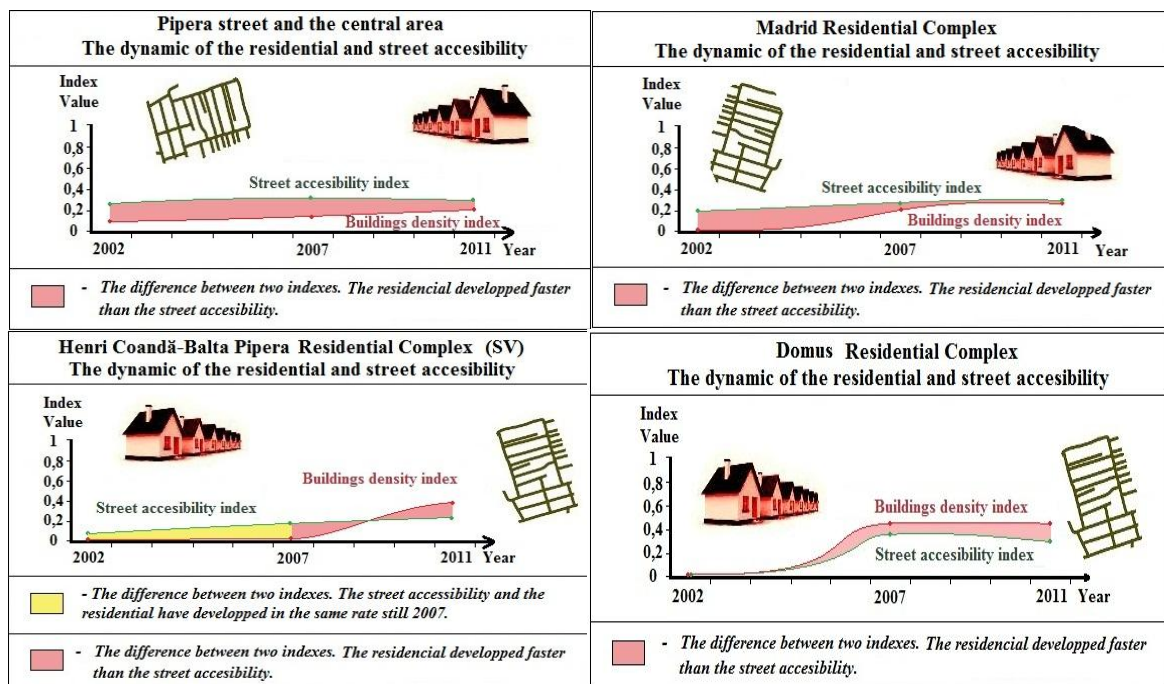 Pipera street and the central area
The dynamic of the residential and street accesibility
Index
Value
1
0,8
0,6
0,4
0,2
0
Street accesibility index
Buildings density index
2002
2007
2011
Year
- The difference between two indexes. The residencial developped faster
than the street accesibility.
Madrid Residential Complex
The dynamic of the residential and street accesibility
Index
Value
1
0,8
0,6
0,4
0,2
0
Street accesibility index
Buildings density index
2002
2007
2011
Year
- The difference between two indexes. The residencial developped faster
than the street accesibility.
Henri Coandă-Balta Pipera Residential Complex (SV)
The dynamic of the residential and street accesibility
Index
Value
1
0,8
0,6
0,4
0,2
0
Buildings density index
Street accesibility index
2002
2007
2011
Year
- The difference between two indexes. The street accessibility and the
residential have developped in the same rate still 2007.
- The difference between two indexes. The residencial developped faster
than the street accesibility.
Domus Residential Complex
The dynamic of the residential and street accesibility
Index
Value
1
0,8
0,6
0,4
0,2
0
Buildings density index
Street accesibility index
2002
2007
2011
Year
- The difference between two indexes. The residencial developped faster
than the street accesibility.